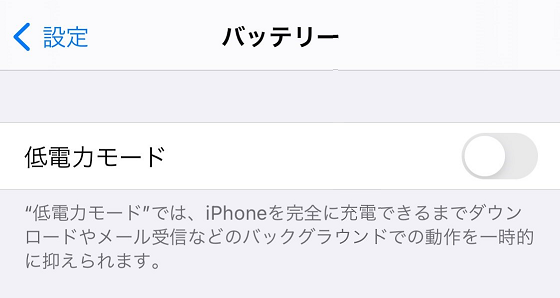 設定
バッテリー
低電力モード
“低電力モード”では、iPhoneを完全に充電できるまでダウン
ロードやメール受信などのバックグラウンドでの動作を一時的
に抑えられます。